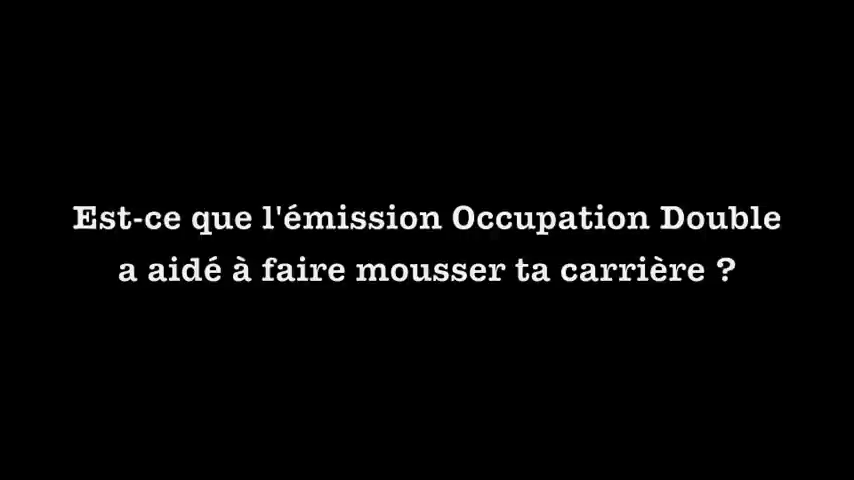 Est-ce que l'émission Occupation Double
a aidé à faire mousser ta carrière ?